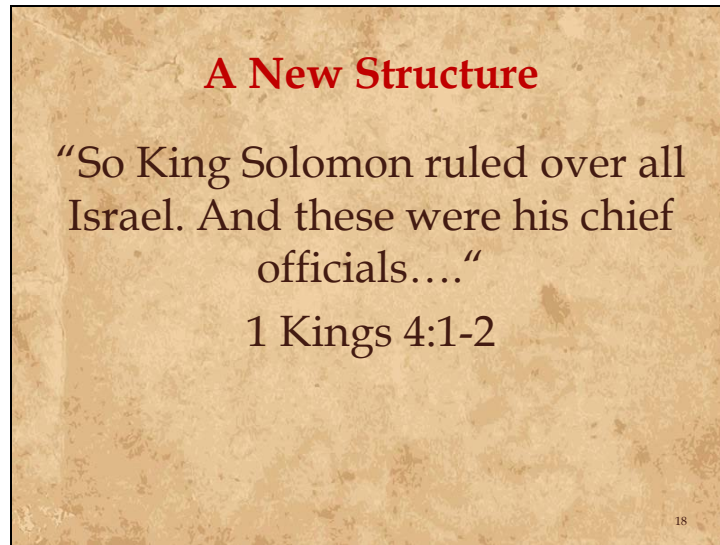 A New Structure
“So King Solomon ruled over all
Israel. And these were his chief
officials….“
1 Kings 4:1-2
18